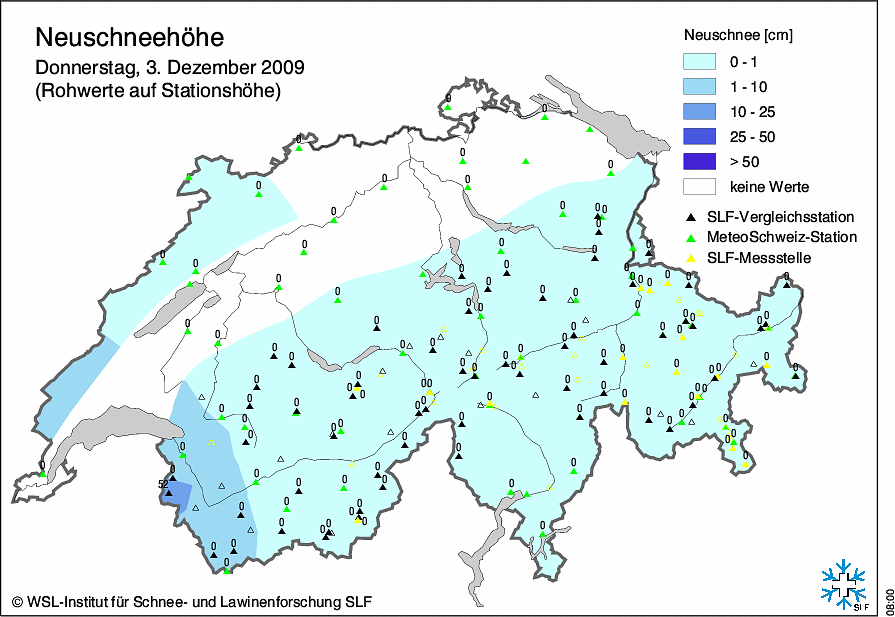 Neuschneehöhe
Donnerstag, 3. Dezember 2009
(Rohwerte auf Stationshöhe)
Neuschnee [cm]
0 - 1
1 - 10
10 - 25
25 - 50
> 50
keine Werte
SLF-Vergleichsstation
MeteoSchweiz-Station
SLF-Messstelle
52
© WSL-Institut für Schnee- und Lawinenforschung SLF
SLF
08:00